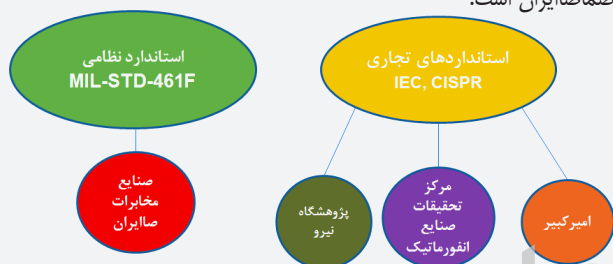 است.
استانداردهای تجاری
IEC, CISPR
استاندارد نظامی
MIL-STD-461F
امیرکبیر
مرکز
تحقیقات
صنایع
انفورماتیک
پژوهشگاه
نیرو
صنایع
مخابرات
صاایران